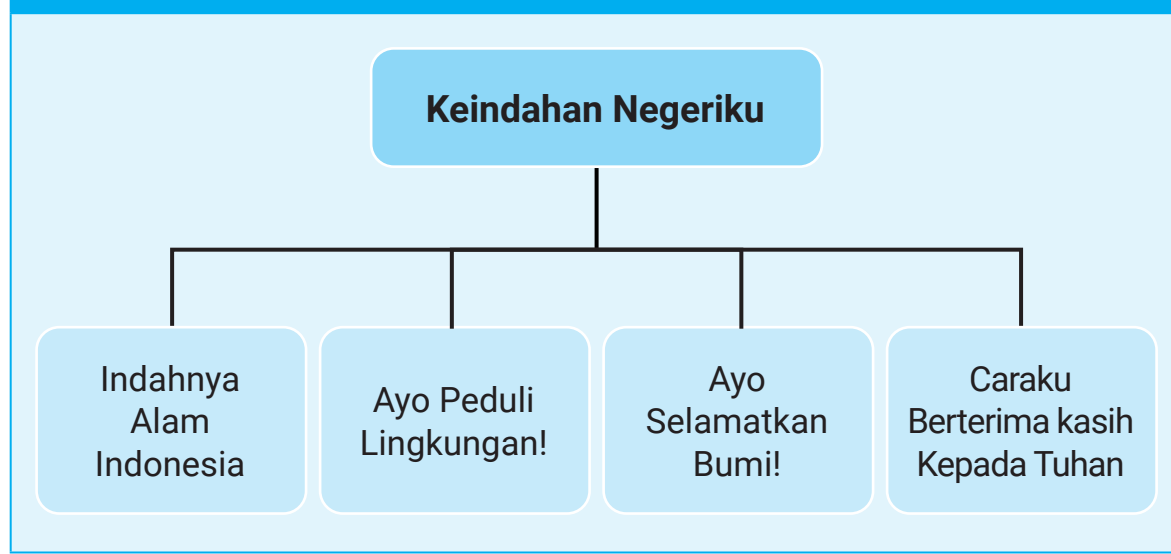 Keindahan Negeriku
Indahnya
Alam
Indonesia
Ayo Peduli
Lingkungan!
Ayo
Selamatkan
Bumi!
Caraku
Berterima kasih
Kepada Tuhan